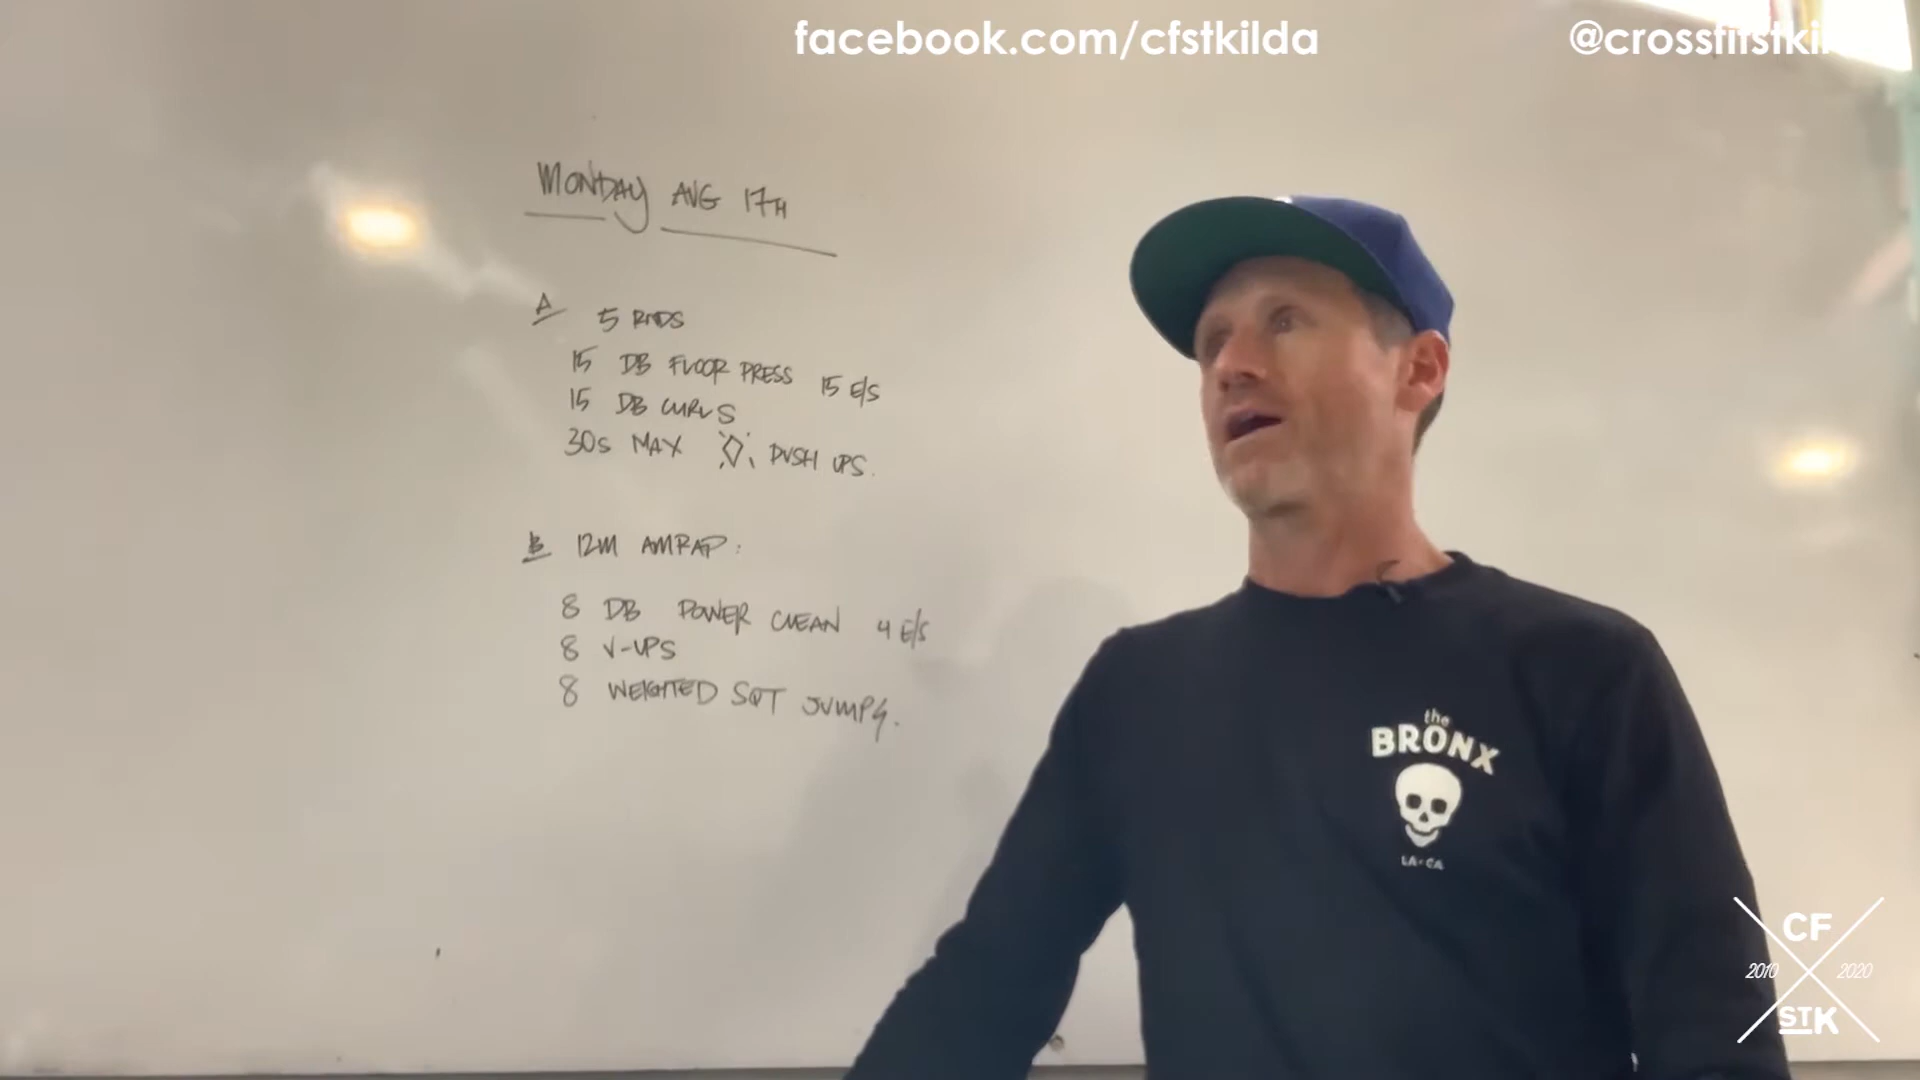 facebook.com/cfstkilda
MONDAY AUG 17TH
A 5 RNDS
15 DB FLOOR PRESS 15 E/S
15 DB CURLS
30s MAX PUSH UPS.
B 12M AMRAP:
8 DB POWER CLEAN 4 E/S
8 V-UPS
8 WEIGHTED SQT JUMPS.
the
BRONX
LA·CA
CF
2010 2020
STK